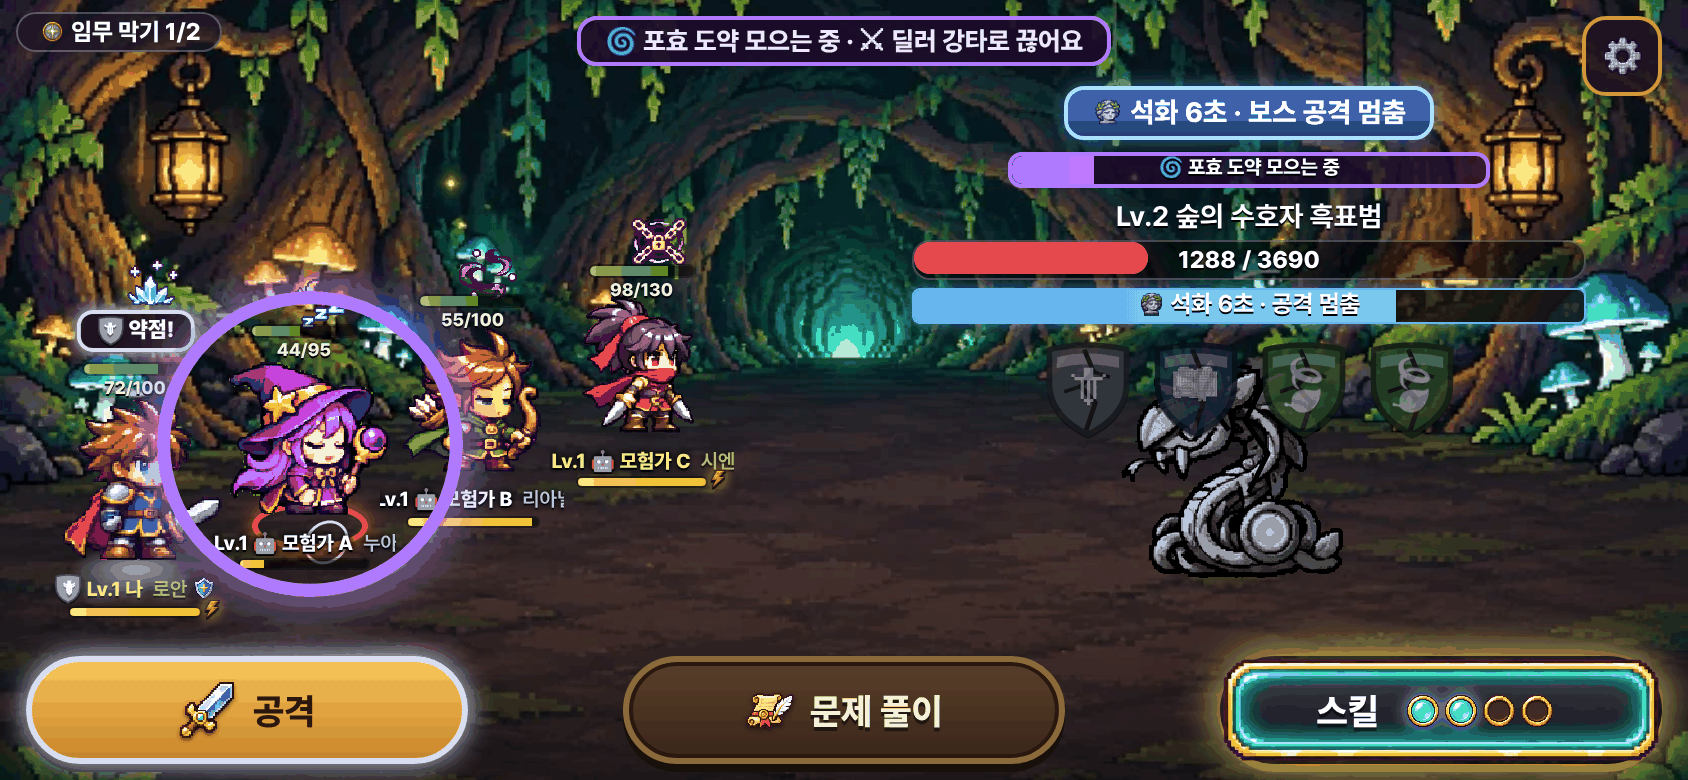 임무 막기 1/2
포효 도약 모으는 중 · 딜러 강타로 끊어요
석화 6초 · 보스 공격 멈춤
포효 도약 모으는 중
Lv.2 숲의 수호자 흑표범
1288 / 3690
석화 6초 · 공격 멈춤
98/130
55/100
zzz
44/95
약점!
72/100
Lv.1 모험가 C 시엔
Lv.1 모험가 B
Lv.1 모험가 A 누아
Lv.1 나 로안
공격
문제 풀이
스킬